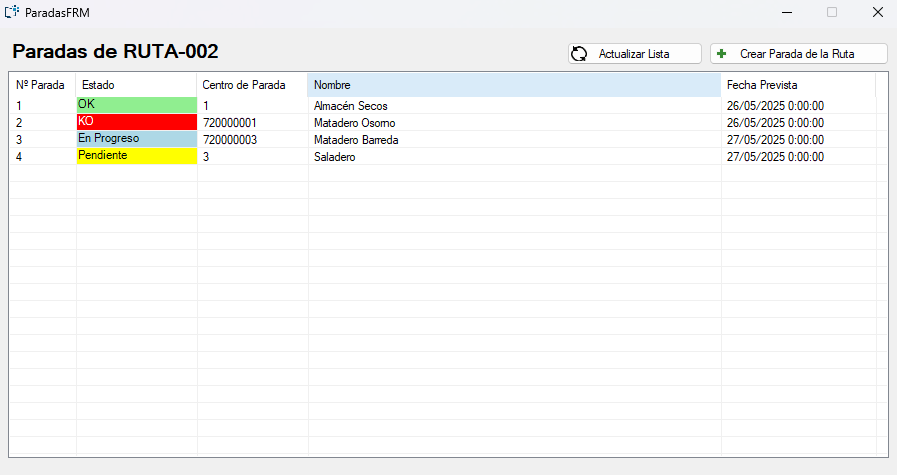 ParadasFRM
Paradas de RUTA-002
Actualizar Lista
Crear Parada de la Ruta
Nº Parada Estado Centro de Parada Nombre Fecha Prevista
1 OK 1 Almacén Secos 26/05/2025 0:00:00
2 KO 720000001 Matadero Osorno 26/05/2025 0:00:00
3 En Progreso 720000003 Matadero Barreda 27/05/2025 0:00:00
4 Pendiente 3 Saladero 27/05/2025 0:00:00